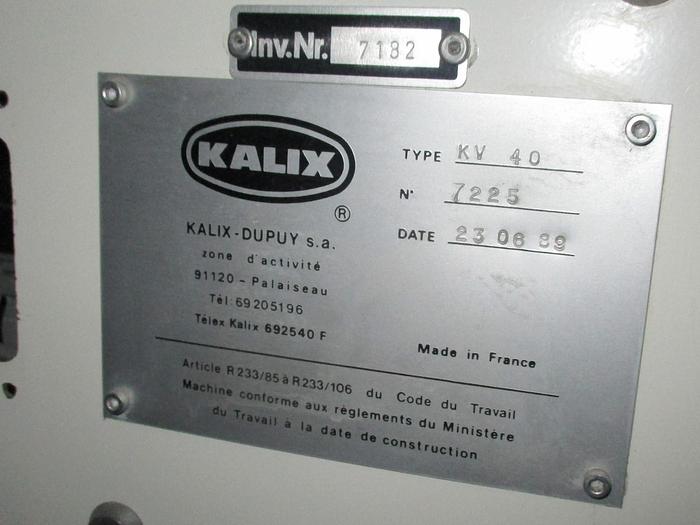 Inv.Nr. 7182
KALIX
®
KALIX-DUPUY s.a.
zone d'activité
91120 - Palaiseau
Tél: 69205196
Télex Kalix 692540 F
TYPE KV 40
N° 7225
DATE 23 06 89
Made in France
Article R233/85 à R233/106 du Code du Travail
Machine conforme aux règlements du Ministère
du Travail à la date de construction